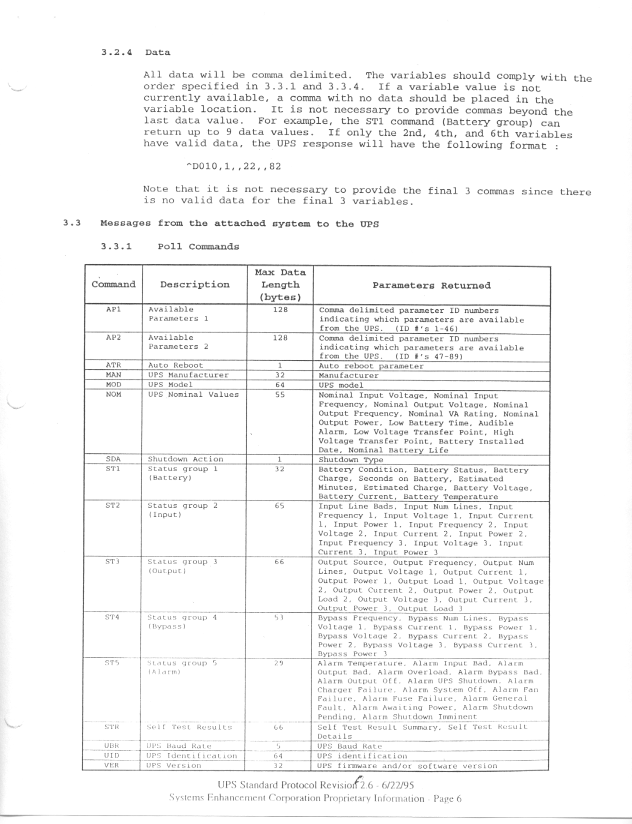 3.2.4 Data
All data will be comma delimited. The variables should comply with the
order specified in 3.3.1 and 3.3.4. If a variable value is not
currently available, a comma with no data should be placed in the
variable location. It is not necessary to provide commas beyond the
last data value. For example, the ST1 command (Battery group) can
return up to 9 data values. If only the 2nd, 4th, and 6th variables
have valid data, the UPS response will have the following format :
^D010,1,,22,,82
Note that it is not necessary to provide the final 3 commas since there
is no valid data for the final 3 variables.
3.3 Messages from the attached system to the UPS
3.3.1 Poll Commands
Command Description Max Data Length (bytes) Parameters Returned
AP1 Available Parameters 1 128 Comma delimited parameter ID numbers
indicating which parameters are available
from the UPS. (ID #'s 1-46)
AP2 Available Parameters 2 128 Comma delimited parameter ID numbers
indicating which parameters are available
from the UPS. (ID #'s 47-89)
ATR Auto Reboot 1 Auto reboot parameter
MAN UPS Manufacturer 32 Manufacturer
MOD UPS Model 64 UPS model
NOM UPS Nominal Values 55 Nominal Input Voltage, Nominal Input
Frequency, Nominal Output Voltage, Nominal
Output Frequency, Nominal VA Rating, Nominal
Output Power, Low Battery Time, Audible
Alarm, Low Voltage Transfer Point, High
Voltage Transfer Point, Battery Installed
Date, Nominal Battery Life
SDA Shutdown Action 1 Shutdown Type
ST1 Status group 1 (Battery) 32 Battery Condition, Battery Status, Battery
Charge, Seconds on Battery, Estimated
Minutes, Estimated Charge, Battery Voltage,
Battery Current, Battery Temperature
ST2 Status group 2 (Input) 65 Input Line Bads, Input Num Lines, Input
Frequency 1, Input Voltage 1, Input Current
1, Input Power 1, Input Frequency 2, Input
Voltage 2, Input Current 2, Input Power 2,
Input Frequency 3, Input Voltage 3, Input
Current 3, Input Power 3
ST3 Status group 3 (Output) 66 Output Source, Output Frequency, Output Num
Lines, Output Voltage 1, Output Current 1,
Output Power 1, Output Load 1, Output Voltage
2, Output Current 2, Output Power 2, Output
Load 2, Output Voltage 3, Output Current 3,
Output Power 3, Output Load 3
ST4 Status group 4 (Bypass) 53 Bypass Frequency, Bypass Num Lines, Bypass
Voltage 1, Bypass Current 1, Bypass Power 1,
Bypass Voltage 2, Bypass Current 2, Bypass
Power 2, Bypass Voltage 3, Bypass Current 3,
Bypass Power 3
ST5 Status group 5 (Alarm) 29 Alarm Temperature, Alarm Input Bad, Alarm
Output Bad, Alarm Overload, Alarm Bypass Bad,
Alarm Output Off, Alarm UPS Shutdown, Alarm
Charger Failure, Alarm System Off, Alarm Fan
Failure, Alarm Fuse Failure, Alarm General
Fault, Alarm Awaiting Power, Alarm Shutdown
Pending, Alarm Shutdown Imminent
STR Self Test Results 66 Self Test Result Summary, Self Test Result
Details
UBR UPS Baud Rate 5 UPS Baud Rate
UID UPS Identification 64 UPS identification
VER UPS Version 32 UPS firmware and/or software version
UPS Standard Protocol Revision 2.6 - 6/22/95
Systems Enhancement Corporation Proprietary Information - Page 6